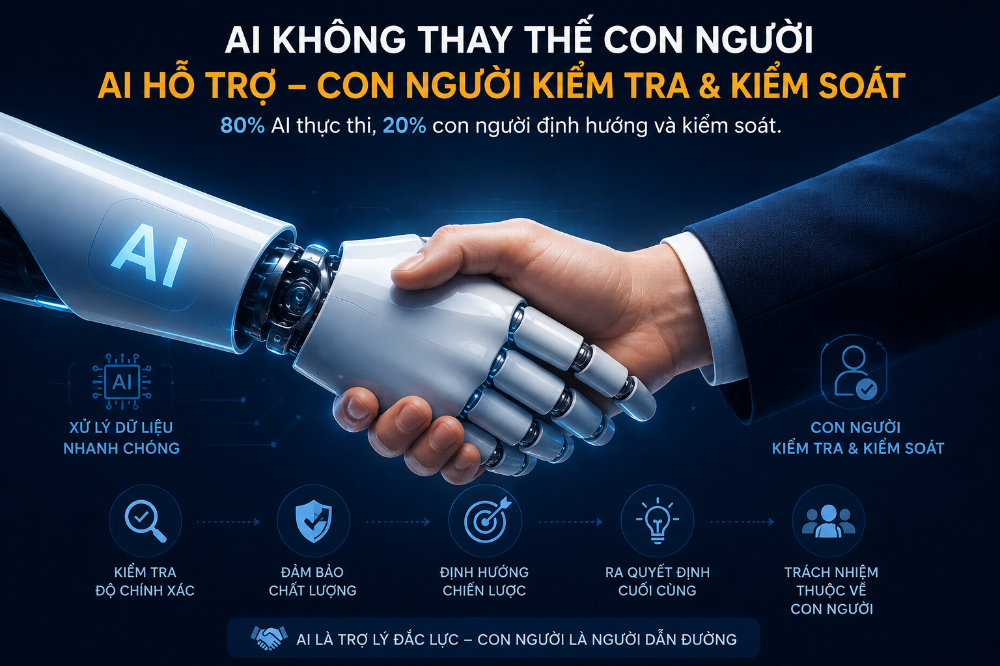 AI KHÔNG THAY THẾ CON NGƯỜI
AI HỖ TRỢ – CON NGƯỜI KIỂM TRA & KIỂM SOÁT
80% AI thực thi, 20% con người định hướng và kiểm soát.
AI
AI
XỬ LÝ DỮ LIỆU
NHANH CHÓNG
CON NGƯỜI
KIỂM TRA & KIỂM SOÁT
KIỂM TRA
ĐỘ CHÍNH XÁC
ĐẢM BẢO
CHẤT LƯỢNG
ĐỊNH HƯỚNG
CHIẾN LƯỢC
RA QUYẾT ĐỊNH
CUỐI CÙNG
TRÁCH NHIỆM
THUỘC VỀ
CON NGƯỜI
AI LÀ TRỢ LÝ ĐẮC LỰC – CON NGƯỜI LÀ NGƯỜI DẪN ĐƯỜNG